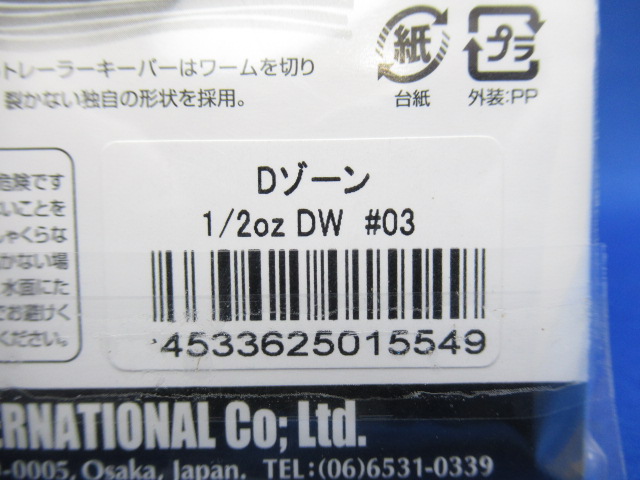 紙
プラ
トレーラーキーパーはワームを切り
裂かない独自の形状を採用。
台紙
外装:PP
危険です
いことを
しゃくらな
かない場
水面にた
でお避けく
ください。
Dゾーン
1/2oz DW #03
4533625015549
ERNATIONAL Co; Ltd.
0-0005, Osaka, Japan. TEL:(06)6531-0339